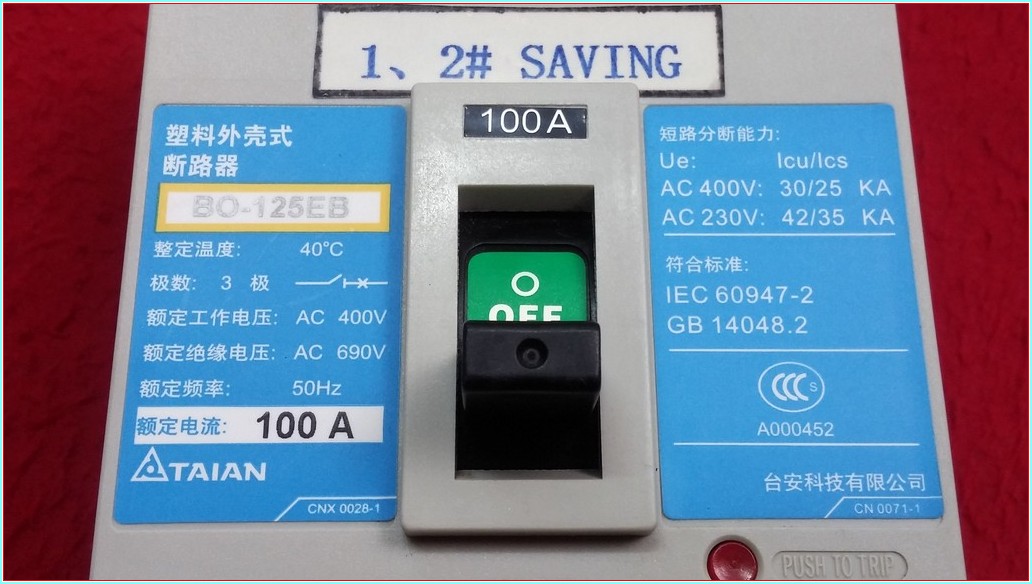 1、2# SAVING
100A
塑料外壳式
断路器
BO-125EB
整定温度: 40℃
极数: 3 极
额定工作电压: AC 400V
额定绝缘电压: AC 690V
额定频率: 50Hz
额定电流: 100 A
TAIAN
CNX 0028-1
OFF
短路分断能力:
Ue: Icu/Ics
AC 400V: 30/25 KA
AC 230V: 42/35 KA
符合标准:
IEC 60947-2
GB 14048.2
CCC S
A000452
台安科技有限公司
CN 0071-1
PUSH TO TRIP